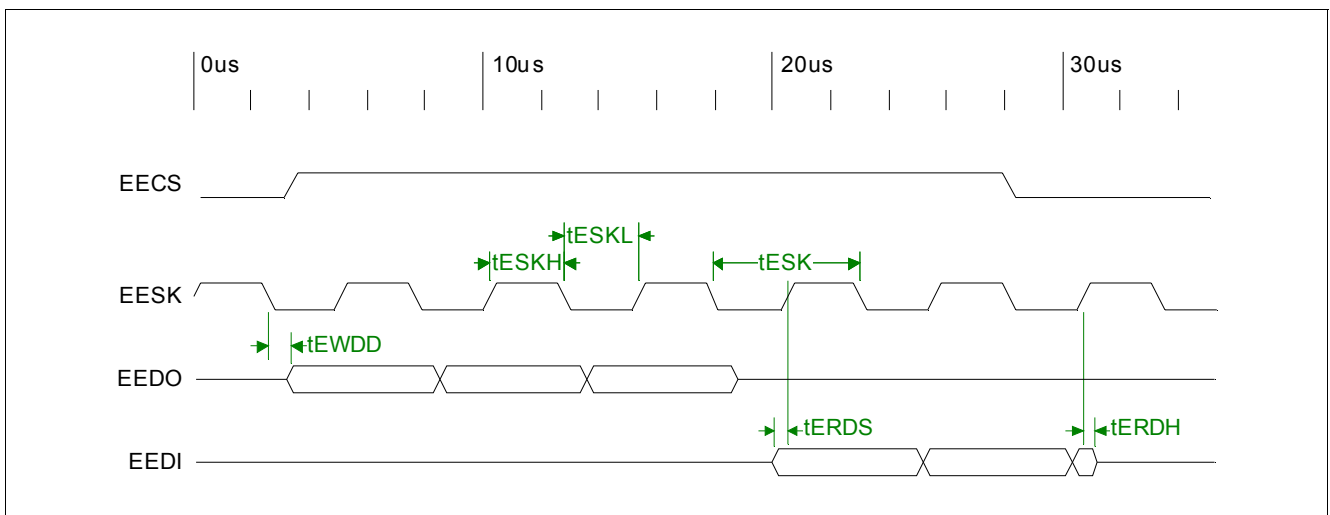 0us 10us 20us 30us
EECS
tESKL
tESKH tESK
EESK
tEWDD
EEDO
tERDS tERDH
EEDI